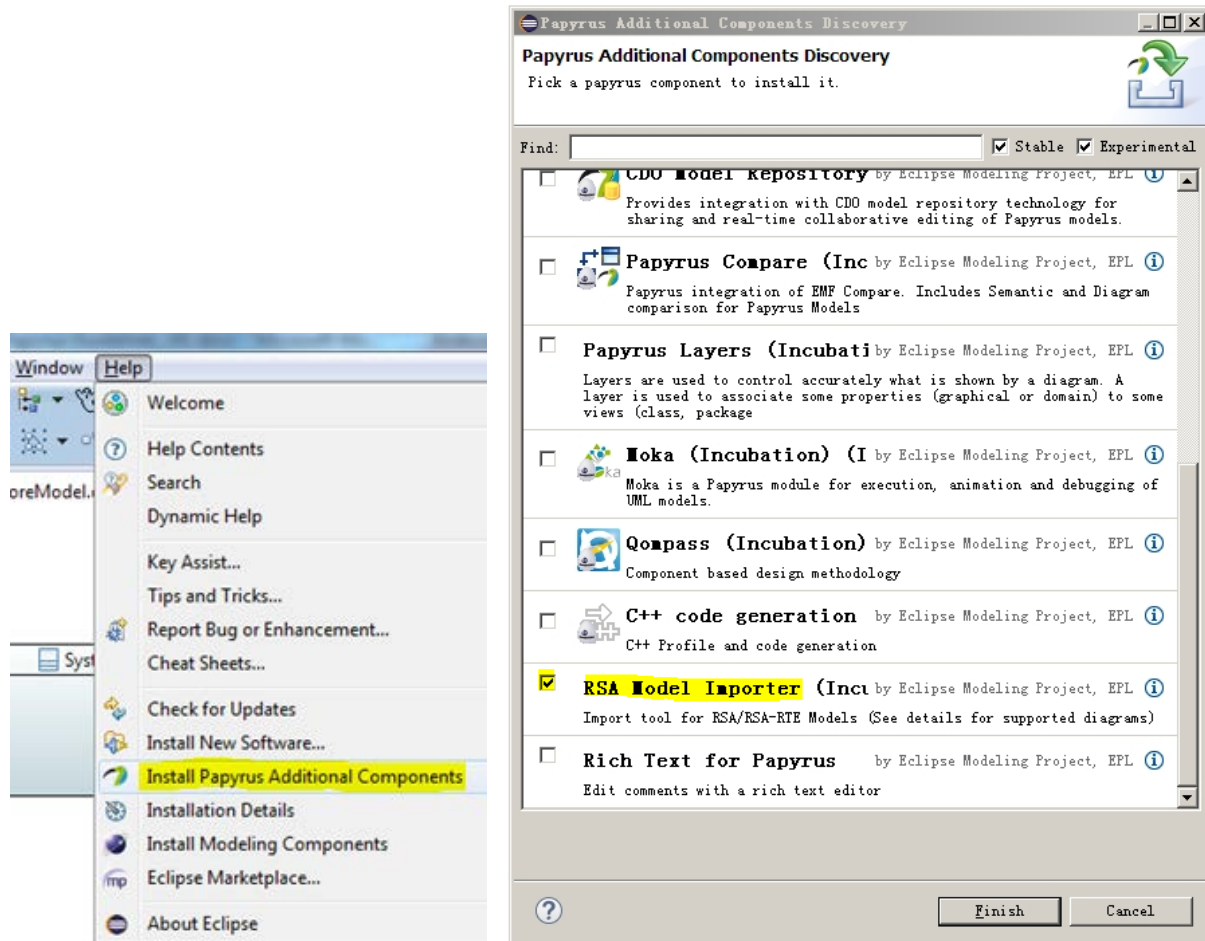 Window Help
Welcome
Help Contents
Search
Dynamic Help
Key Assist...
Tips and Tricks...
Report Bug or Enhancement...
Cheat Sheets...
Check for Updates
Install New Software...
Install Papyrus Additional Components
Installation Details
Install Modeling Components
Eclipse Marketplace...
About Eclipse
oreModel.
Syst
mp
Papyrus Additional Components Discovery
Papyrus Additional Components Discovery
Pick a papyrus component to install it.
Find: Stable Experimental
CDO Model Repository by Eclipse Modeling Project, EPL
Provides integration with CDO model repository technology for
sharing and real-time collaborative editing of Papyrus models.
Papyrus Compare (Inc by Eclipse Modeling Project, EPL
Papyrus integration of EMF Compare. Includes Semantic and Diagram
comparison for Papyrus Models
Papyrus Layers (Incubati by Eclipse Modeling Project, EPL
Layers are used to control accurately what is shown by a diagram. A
layer is used to associate some properties (graphical or domain) to some
views (class, package
Moka (Incubation) (I by Eclipse Modeling Project, EPL
Moka is a Papyrus module for execution, animation and debugging of
UML models.
Qompass (Incubation) by Eclipse Modeling Project, EPL
Component based design methodology
C++ code generation by Eclipse Modeling Project, EPL
C++ Profile and code generation
RSA Model Importer (Incu by Eclipse Modeling Project, EPL
Import tool for RSA/RSA-RTE Models (See details for supported diagrams)
Rich Text for Papyrus by Eclipse Modeling Project, EPL
Edit comments with a rich text editor
Finish Cancel